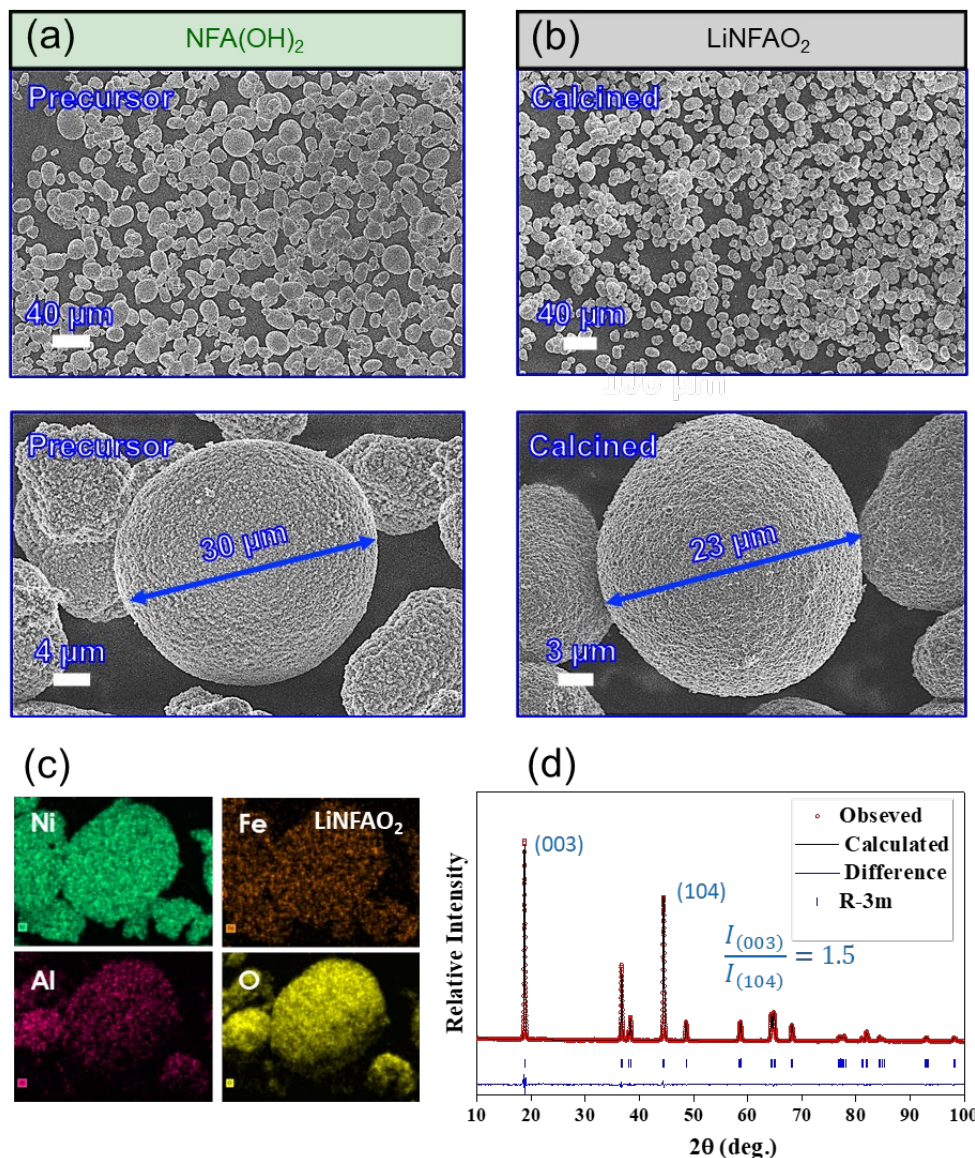 (a)
NFA(OH)₂
(b)
LiNFAO₂
Precursor
40 μm
Calcined
40 μm
100 μm
Precursor
30 μm
4 μm
Calcined
23 μm
3 μm
(c)
Ni
Fe
LiNFAO₂
Al
O
(d)
Relative Intensity
(003)
(104)
I(003)
I(104)
= 1.5
Obseved
Calculated
Difference
R-3m
10 20 30 40 50 60 70 80 90 100
2θ (deg.)